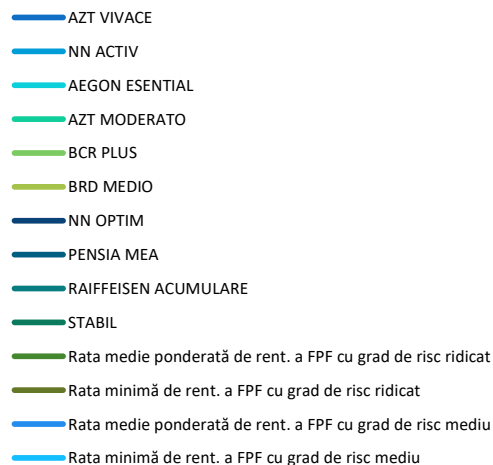 AZT VIVACE
NN ACTIV
AEGON ESENTIAL
AZT MODERATO
BCR PLUS
BRD MEDIO
NN OPTIM
PENSIA MEA
RAIFFEISEN ACUMULARE
STABIL
Rata medie ponderată de rent. a FPF cu grad de risc ridicat
Rata minimă de rent. a FPF cu grad de risc ridicat
Rata medie ponderată de rent. a FPF cu grad de risc mediu
Rata minimă de rent. a FPF cu grad de risc mediu